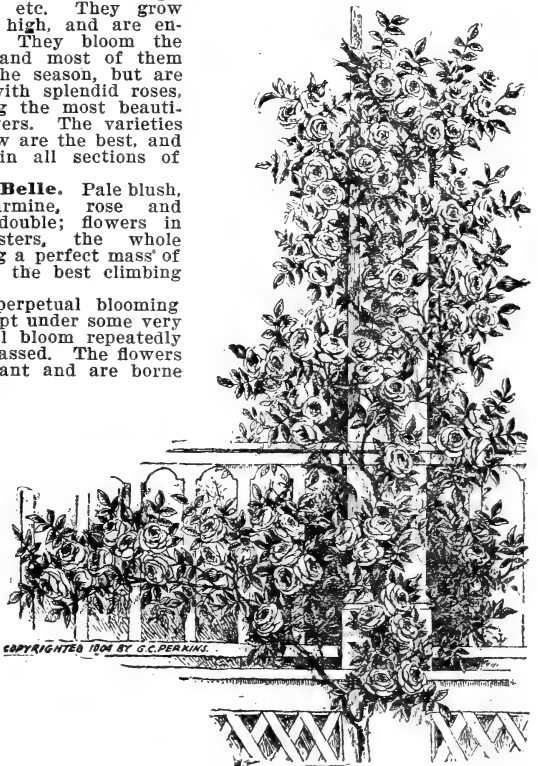 etc. They grow
high, and are en-
They bloom the
and most of them
he season, but are
with splendid roses,
g the most beauti-
ers. The varieties
w are the best, and
in all sections of
Belle. Pale blush,
armine, rose and
double; flowers in
sters, the whole
g a perfect mass of
the best climbing
perpetual blooming
pt under some very
l bloom repeatedly
assed. The flowers
ant and are borne
COPYRIGHTED 1904 BY G.C. PERKINS.